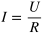 I = U/R